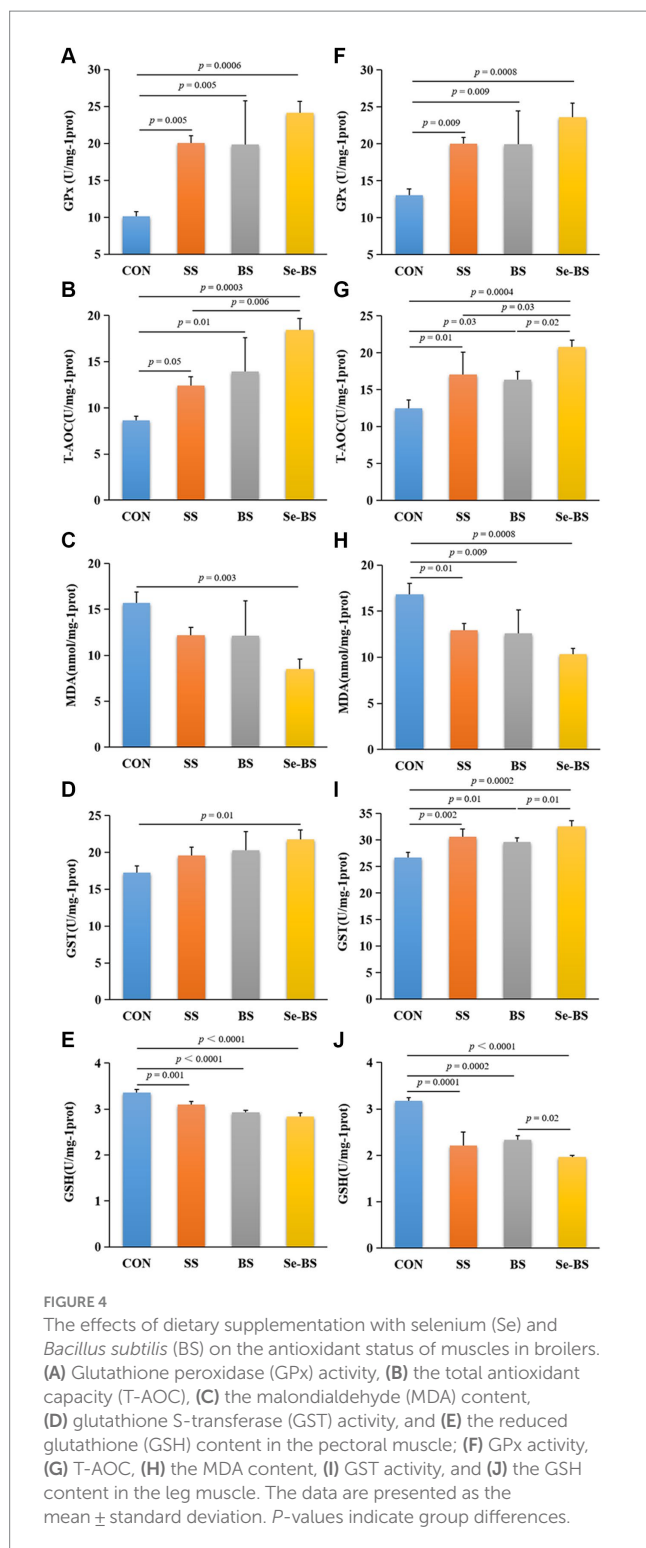 A
p = 0.0006
p = 0.005
p = 0.005
GPx (U/mg-1prot)
30
25
20
15
10
5
CON SS BS Se-BS
F
p = 0.0008
p = 0.009
p = 0.009
GPx (U/mg-1prot)
30
25
20
15
10
5
CON SS BS Se-BS
B
p = 0.0003
p = 0.006
p = 0.01
p = 0.05
T-AOC(U/mg-1prot)
20
15
10
5
0
CON SS BS Se-BS
G
p = 0.0004
p = 0.03
p = 0.03 p = 0.02
p = 0.01
T-AOC(U/mg-1prot)
25
20
15
10
5
0
CON SS BS Se-BS
C
p = 0.003
MDA(nmol/mg-1prot)
20
15
10
5
0
CON SS BS Se-BS
H
p = 0.0008
p = 0.009
p = 0.01
MDA(nmol/mg-1prot)
20
15
10
5
0
CON SS BS Se-BS
D
p = 0.01
GST(U/mg-1prot)
25
20
15
10
5
0
CON SS BS Se-BS
I
p = 0.0002
p = 0.01 p = 0.01
p = 0.002
GST(U/mg-1prot)
35
30
25
20
15
10
5
0
CON SS BS Se-BS
E
p < 0.0001
p < 0.0001
p = 0.001
GSH(U/mg-1prot)
4
3
2
1
0
CON SS BS Se-BS
J
p < 0.0001
p = 0.0002
p = 0.0001
p = 0.02
GSH(U/mg-1prot)
4
3
2
1
0
CON SS BS Se-BS
FIGURE 4
The effects of dietary supplementation with selenium (Se) and
Bacillus subtilis (BS) on the antioxidant status of muscles in broilers.
(A) Glutathione peroxidase (GPx) activity, (B) the total antioxidant
capacity (T-AOC), (C) the malondialdehyde (MDA) content,
(D) glutathione S-transferase (GST) activity, and (E) the reduced
glutathione (GSH) content in the pectoral muscle; (F) GPx activity,
(G) T-AOC, (H) the MDA content, (I) GST activity, and (J) the GSH
content in the leg muscle. The data are presented as the
mean ± standard deviation. P-values indicate group differences.